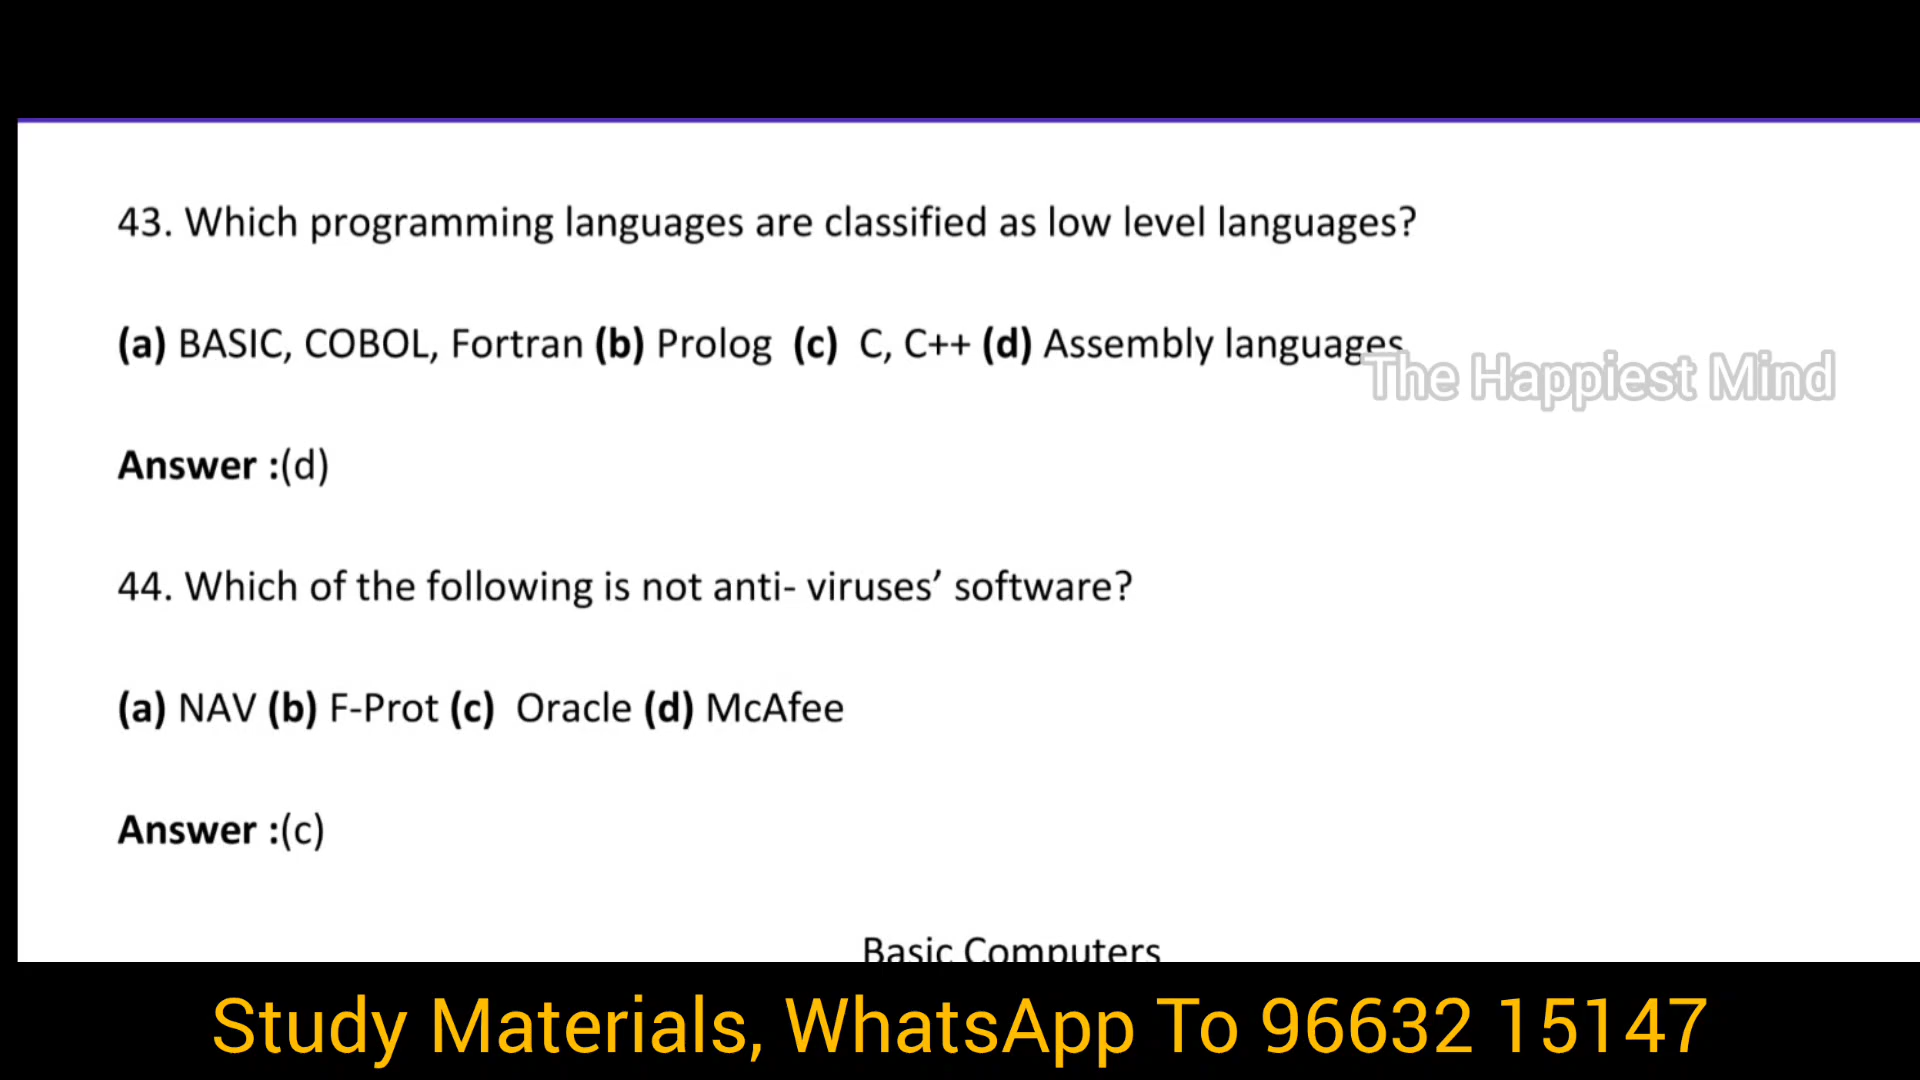 43. Which programming languages are classified as low level languages?
(a) BASIC, COBOL, Fortran (b) Prolog (c) C, C++ (d) Assembly languages
The Happiest Mind
Answer :(d)
44. Which of the following is not anti- viruses’ software?
(a) NAV (b) F-Prot (c) Oracle (d) McAfee
Answer :(c)
Basic Computers
Study Materials, WhatsApp To 96632 15147